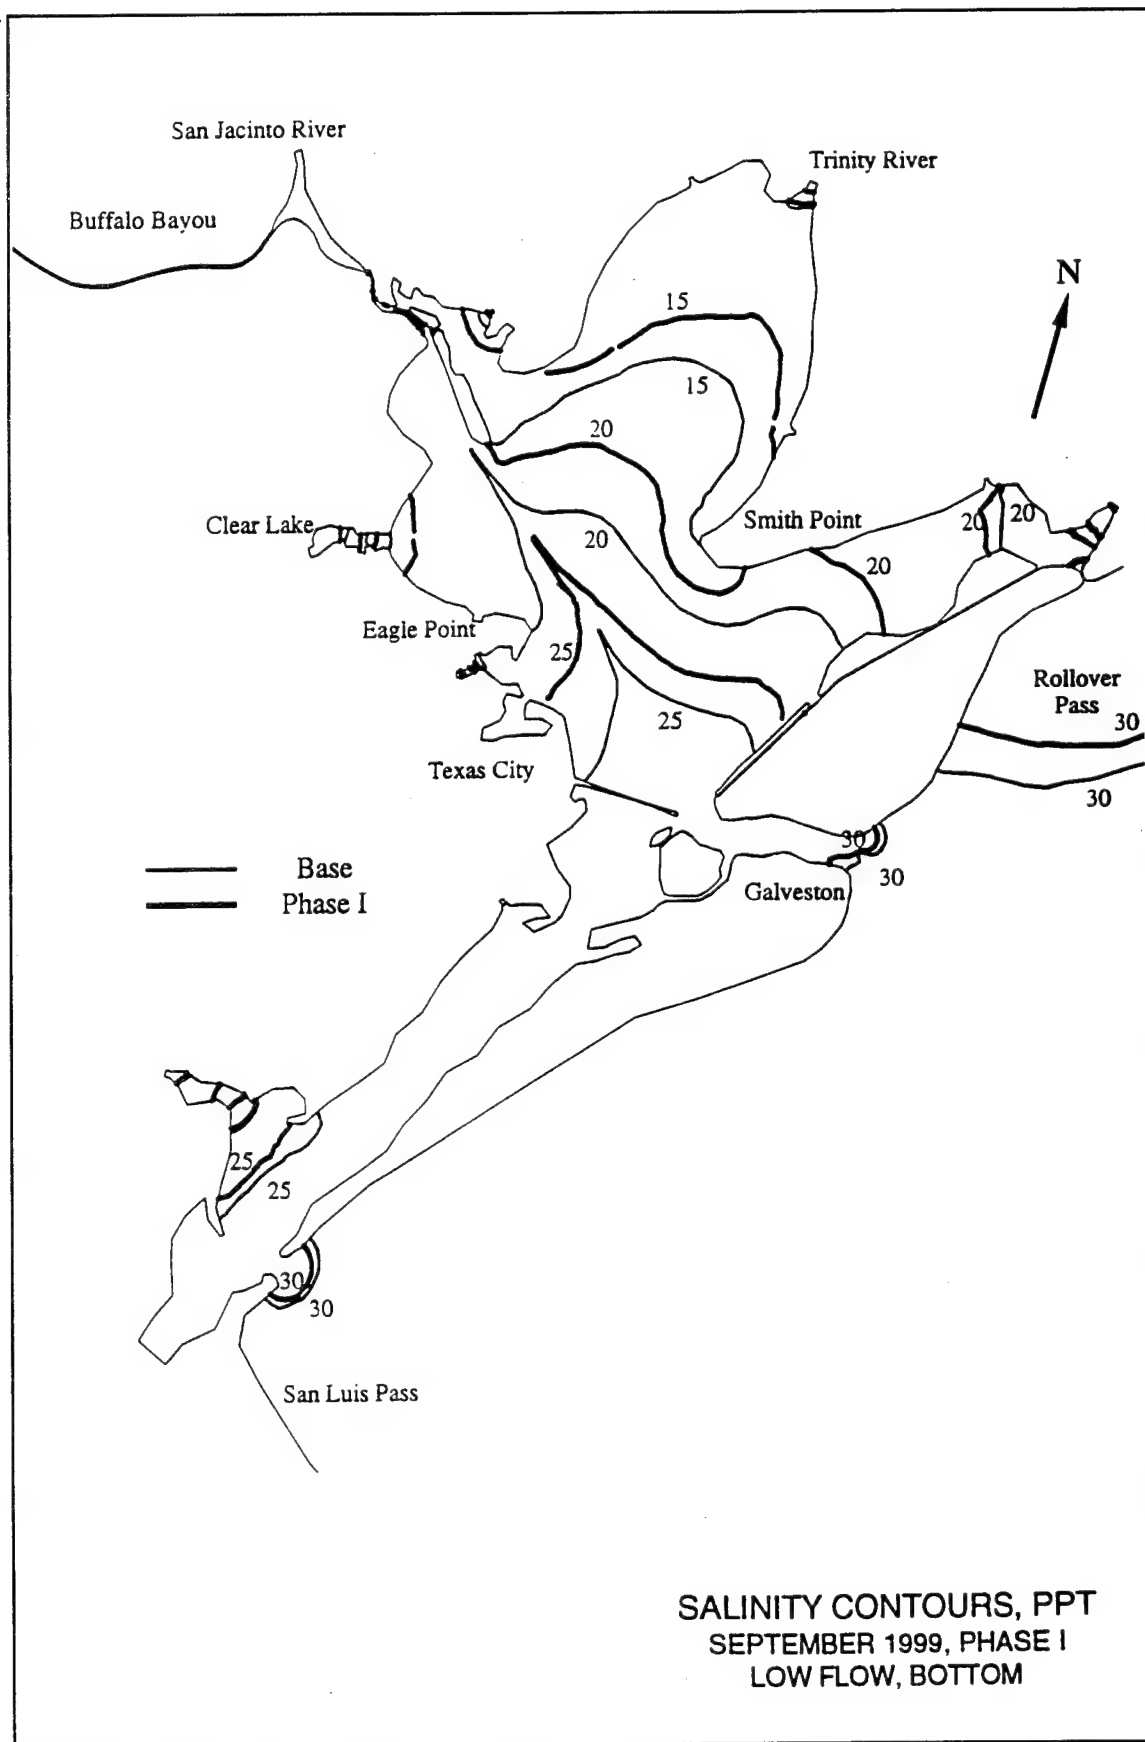 San Jacinto River
Trinity River
Buffalo Bayou
N
15
15
20
Clear Lake
Smith Point
20
20
20
20
Eagle Point
25
Rollover
Pass
30
25
Texas City
30
30
Base
30
Galveston
Phase I
25
25
30
30
San Luis Pass
SALINITY CONTOURS, PPT
SEPTEMBER 1999, PHASE I
LOW FLOW, BOTTOM